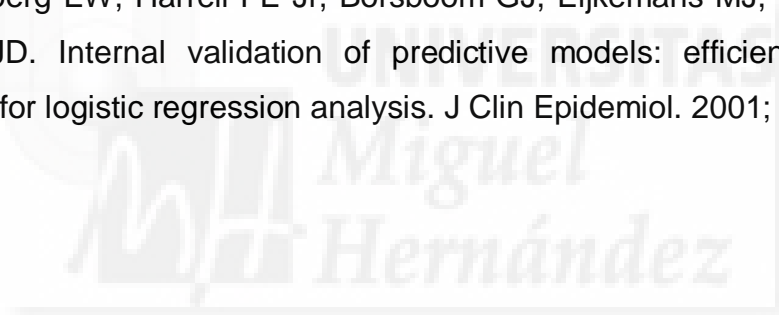 berg EW, Harrell FE Jr, Borsboom GJ, Eijkemans MJ,
JD. Internal validation of predictive models: efficien
for logistic regression analysis. J Clin Epidemiol. 2001;
UNIVERSITAS
Miguel
Hernández